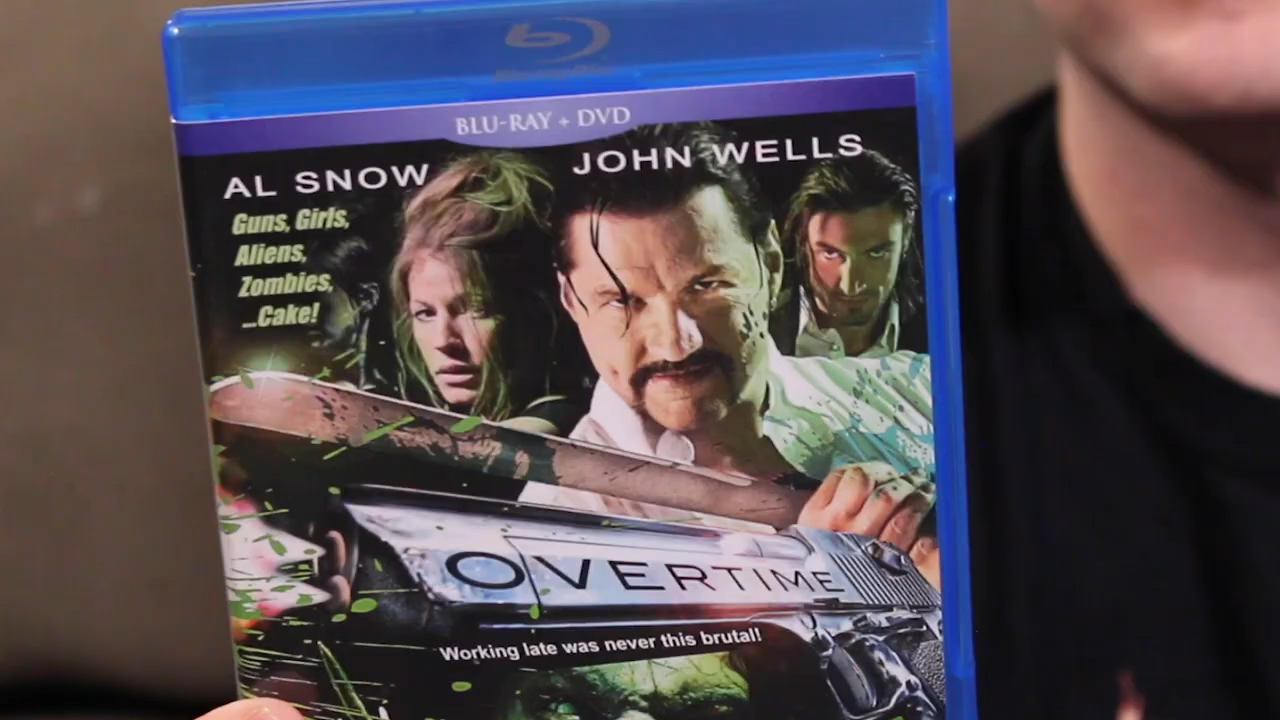 BLU-RAY + DVD
AL SNOW
JOHN WELLS
Guns, Girls,
Aliens,
Zombies,
...Cake!
OVERTIME
Working late was never this brutal!